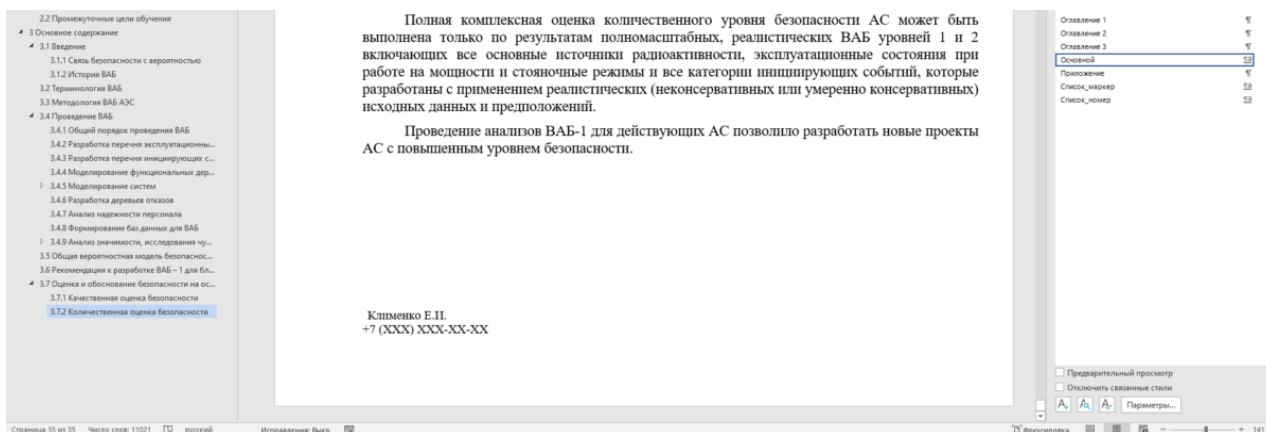 2.2 Промежуточные цели обучения
3 Основное содержание
3.1 Введение
3.1.1 Связь безопасности с вероятностью
3.1.2 История ВАБ
3.2 Терминология ВАБ
3.3 Методология ВАБ АЭС
3.4 Проведение ВАБ
3.4.1 Общий порядок проведения ВАБ
3.4.2 Разработка перечня эксплуатационны...
3.4.3 Разработка перечня инициирующих с...
3.4.4 Моделирование функциональных дер...
3.4.5 Моделирование систем
3.4.6 Разработка деревьев отказов
3.4.7 Анализ надежности персонала
3.4.8 Формирование баз данных для ВАБ
3.4.9 Анализ значимости, исследования чу...
3.5 Общая вероятностная модель безопаснос...
3.6 Рекомендации к разработке ВАБ – 1 для бл...
3.7 Оценка и обоснование безопасности на ос...
3.7.1 Качественная оценка безопасности
3.7.2 Количественная оценка безопасности
Полная комплексная оценка количественного уровня безопасности АС может быть
выполнена только по результатам полномасштабных, реалистических ВАБ уровней 1 и 2
включающих все основные источники радиоактивности, эксплуатационные состояния при
работе на мощности и стояночные режимы и все категории инициирующих событий, которые
разработаны с применением реалистических (неконсервативных или умеренно консервативных)
исходных данных и предположений.
Проведение анализов ВАБ-1 для действующих АС позволило разработать новые проекты
АС с повышенным уровнем безопасности.
Клименко Е.И.
+7 (XXX) XXX-XX-XX
Оглавление 1
Оглавление 2
Оглавление 3
Основной
Приложение
Список_маркер
Список_номер
Предварительный просмотр
Отключить связанные стили
Параметры...
Страница 35 из 35 Число слов: 11021 русский Исправления: Выкл. Фокусировка 141